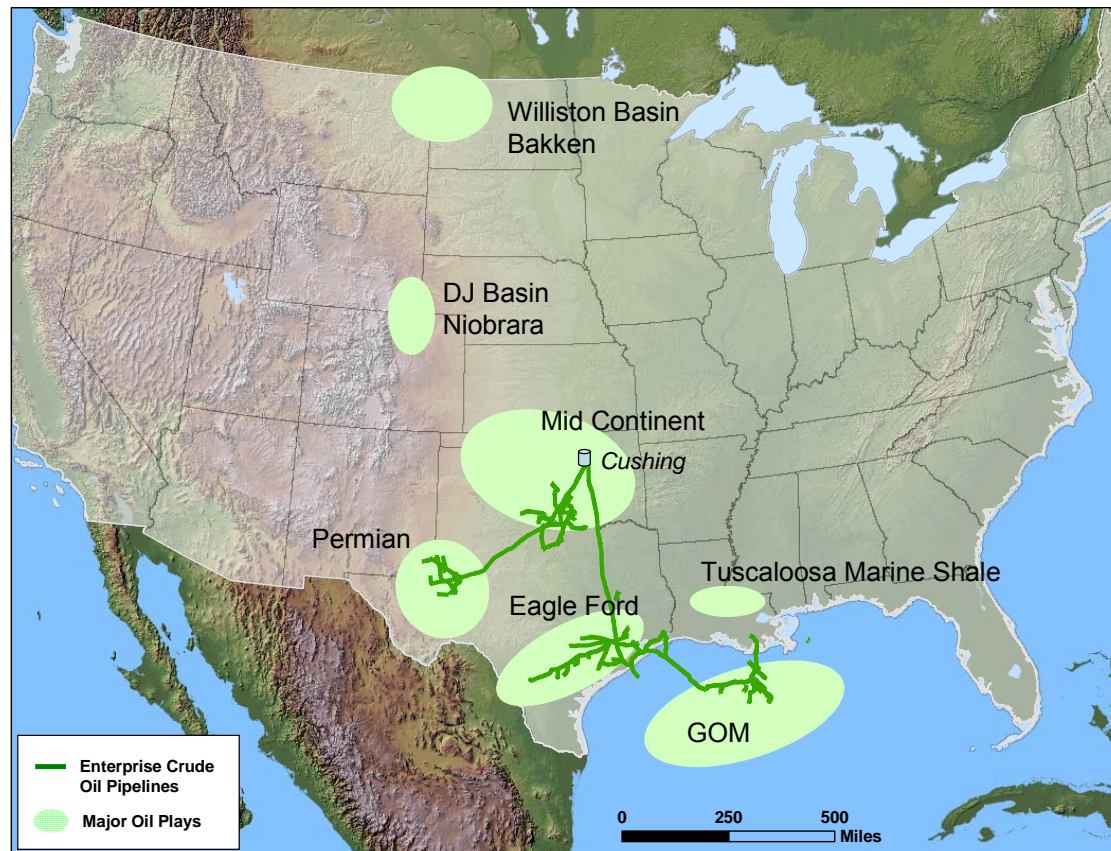 Williston Basin
Bakken
DJ Basin
Niobrara
Mid Continent
Cushing
Permian
Tuscaloosa Marine Shale
Eagle Ford
GOM
Enterprise Crude
Oil Pipelines
Major Oil Plays
0 250 500
Miles